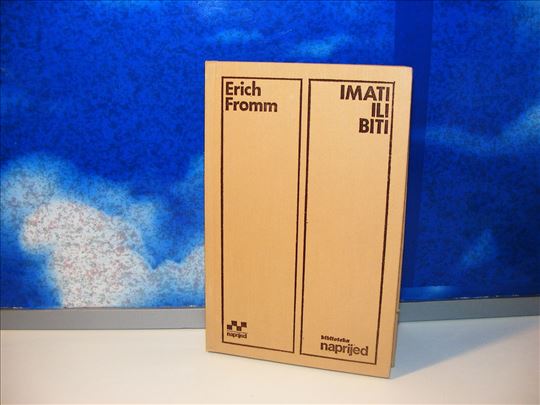 Erich
Fromm
IMATI
ILI
BITI
naprijed
biblioteka
naprijed